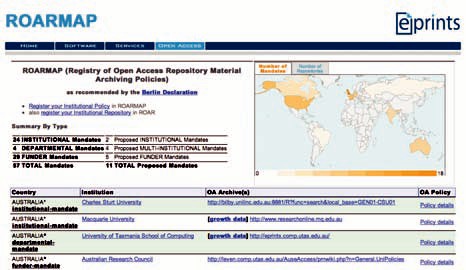 ROARMAP
eprints
HOME SOFTWARE SERVICES OPEN ACCESS
ROARMAP (Registry of Open Access Repository Material
Archiving Policies)
as recommended by the Berlin Declaration
Register your Institutional Policy in ROARMAP
also register your Institutional Repository in ROAR
Summary By Type
24 INSTITUTIONAL Mandates 2 Proposed INSTITUTIONAL Mandates
4 DEPARTMENTAL Mandates 4 Proposed MULTI-INSTITUTIONAL Mandates
29 FUNDER Mandates 5 Proposed FUNDER Mandates
57 TOTAL Mandates 11 TOTAL Proposed Mandates
Number of
Mandates
Number of
Repositories
0 18
Country Institution OA Archive(s) OA Policy
AUSTRALIA* institutional-mandate Charles Sturt University http://bilby.unilinc.edu.au:8881/R?func=search&local_base=GEN01-CSU01 Policy details
AUSTRALIA* institutional-mandate Macquarie University [growth data] http://www.researchonline.mq.edu.au Policy details
AUSTRALIA* departmental-mandate University of Tasmania School of Computing [growth data] http://eprints.comp.utas.edu.au/ Policy details
AUSTRALIA* funder-mandate Australian Research Council http://leven.comp.utas.edu.au/AuseAccess/pmwiki.php?n=General.UniPolicies Policy details